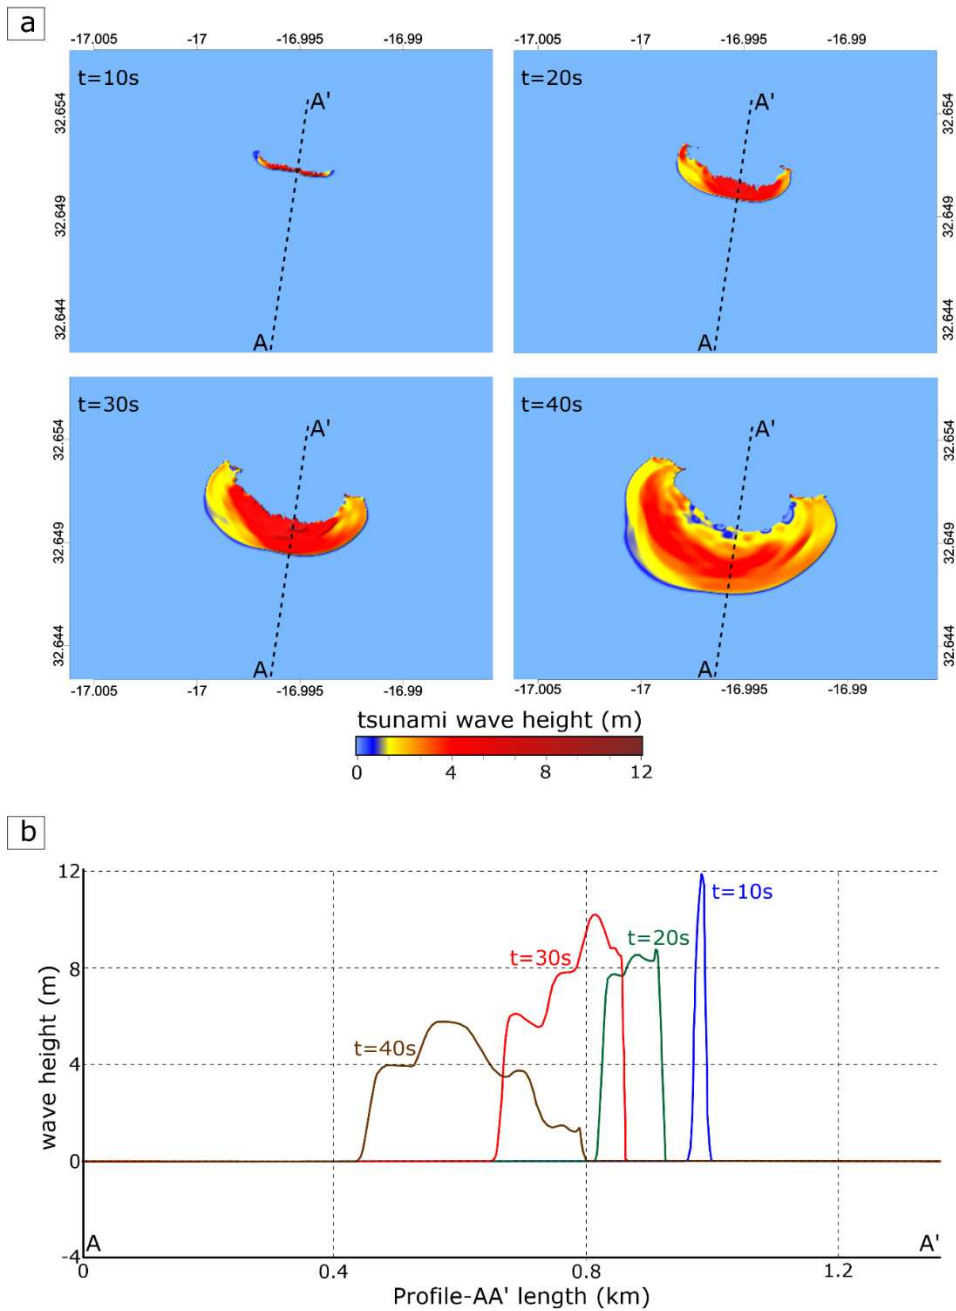 a
-17.005 -17 -16.995 -16.99 -17.005 -17 -16.995 -16.99
t=10s
A'
A
32.654
32.649
32.644
t=20s
A'
A
32.654
32.649
32.644
t=30s
A'
A
32.654
32.649
32.644
t=40s
A'
A
32.654
32.649
32.644
-17.005 -17 -16.995 -16.99 -17.005 -17 -16.995 -16.99
tsunami wave height (m)
0 4 8 12
b
wave height (m)
12
8
4
0
-4
t=10s
t=20s
t=30s
t=40s
A A'
0 0.4 0.8 1.2
Profile-AA' length (km)